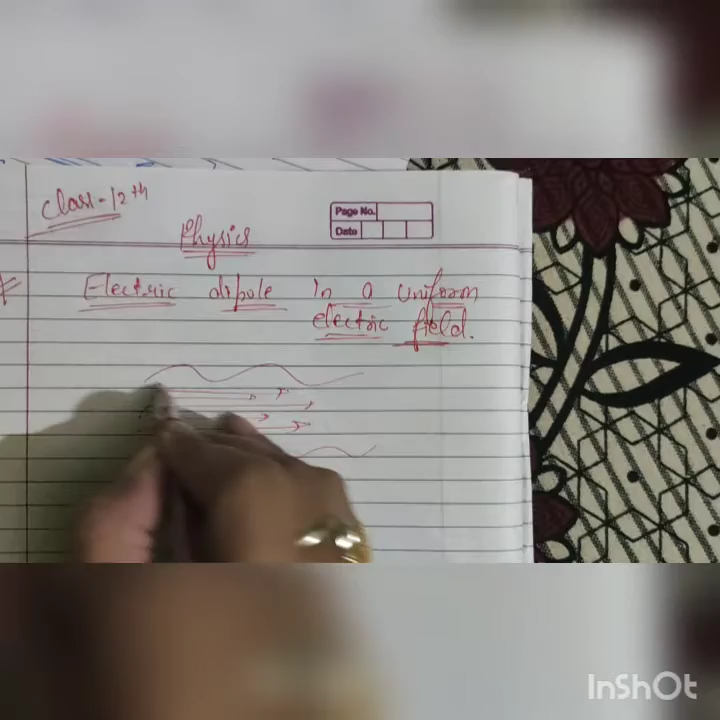 Class-12th
Page No.
Date
Physics
Electric dipole in a uniform
electric field.
InShOt